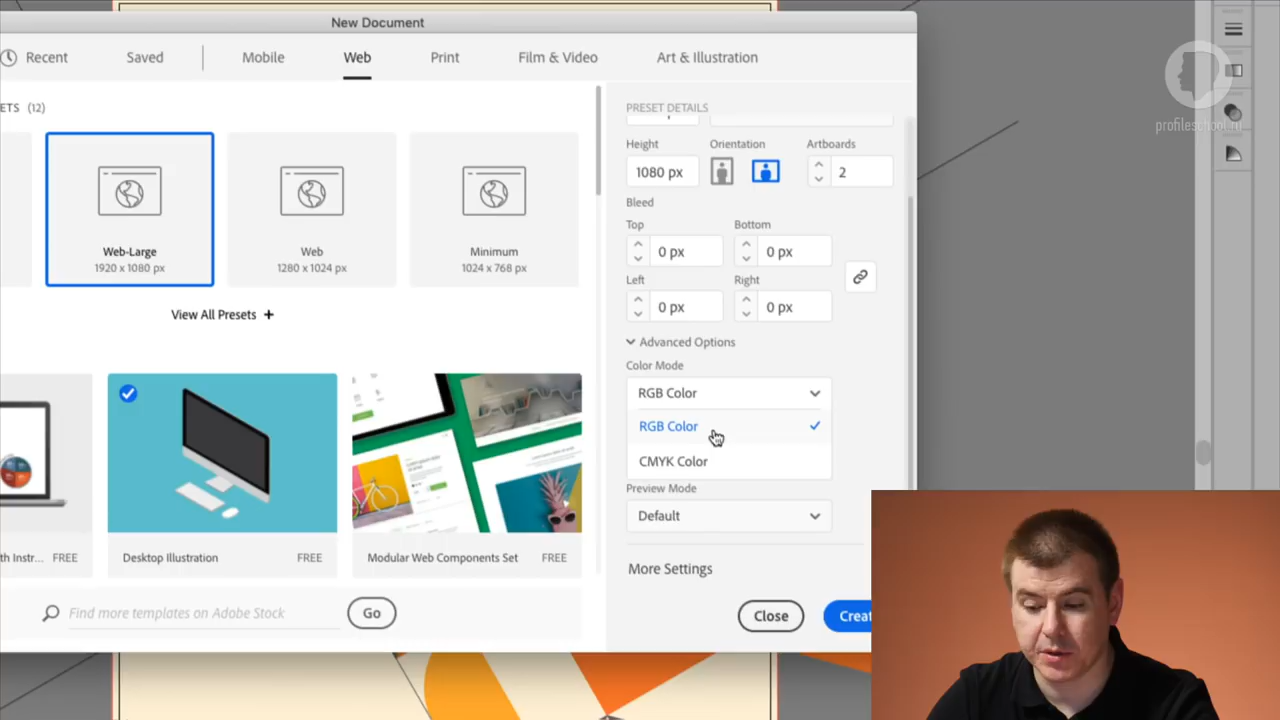 New Document
Recent
Saved
Mobile
Web
Print
Film & Video
Art & Illustration
ETS (12)
PRESET DETAILS
profileschool.ru
Height
Orientation
Artboards
1080 px
2
Bleed
Top
Bottom
0 px
0 px
Left
Right
0 px
0 px
Web-Large
1920 x 1080 px
Web
1280 x 1024 px
Minimum
1024 x 768 px
View All Presets +
Advanced Options
Color Mode
RGB Color
RGB Color
CMYK Color
Preview Mode
Default
More Settings
th Instr... FREE
Desktop Illustration FREE
Modular Web Components Set FREE
Find more templates on Adobe Stock
Go
Close
Creat